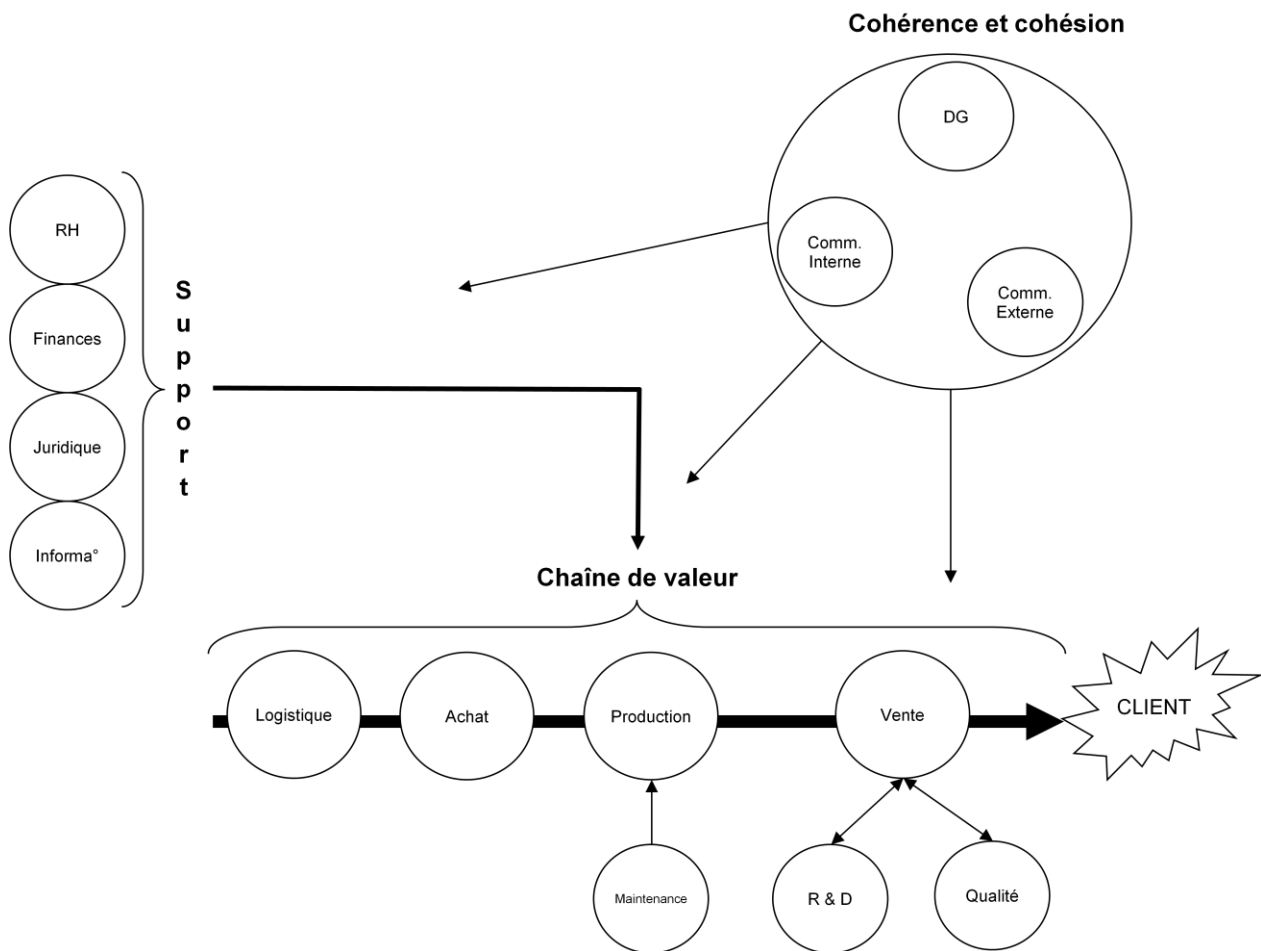 Cohérence et cohésion
DG
Comm.
Interne
Comm.
Externe
RH
Finances
Juridique
Informa°
Support
Chaîne de valeur
Logistique
Achat
Production
Vente
CLIENT
Maintenance
R & D
Qualité